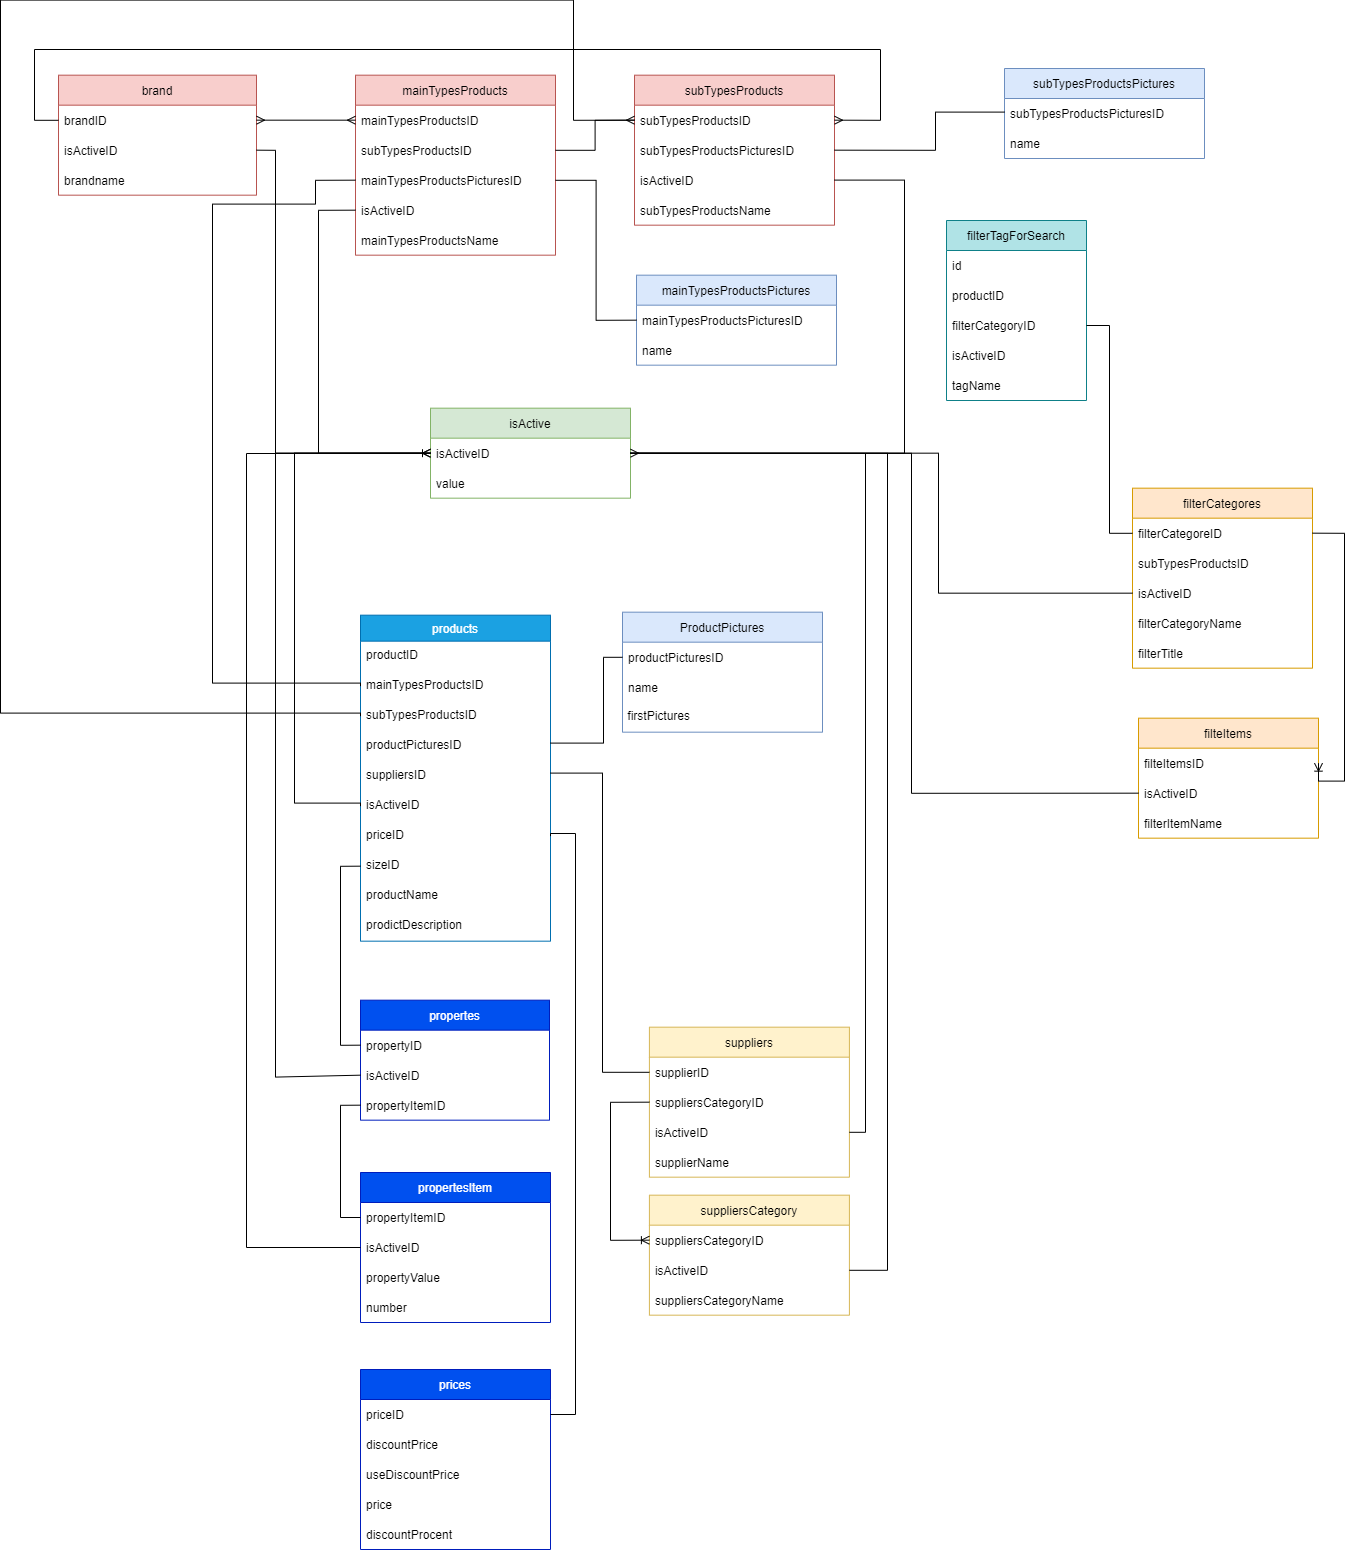 brand
brandID
isActiveID
brandname
mainTypesProducts
mainTypesProductsID
subTypesProductsID
mainTypesProductsPicturesID
isActiveID
mainTypesProductsName
subTypesProducts
subTypesProductsID
subTypesProductsPicturesID
isActiveID
subTypesProductsName
subTypesProductsPictures
subTypesProductsPicturesID
name
filterTagForSearch
id
productID
filterCategoryID
isActiveID
tagName
mainTypesProductsPictures
mainTypesProductsPicturesID
name
isActive
isActiveID
value
filterCategores
filterCategoreID
subTypesProductsID
isActiveID
filterCategoryName
filterTitle
products
productID
mainTypesProductsID
subTypesProductsID
productPicturesID
suppliersID
isActiveID
priceID
sizeID
productName
prodictDescription
ProductPictures
productPicturesID
name
firstPictures
filteItems
filteItemsID
isActiveID
filterItemName
propertes
propertyID
isActiveID
propertyItemID
suppliers
supplierID
suppliersCategoryID
isActiveID
supplierName
propertesItem
propertyItemID
isActiveID
propertyValue
number
suppliersCategory
suppliersCategoryID
isActiveID
suppliersCategoryName
prices
priceID
discountPrice
useDiscountPrice
price
discountProcent